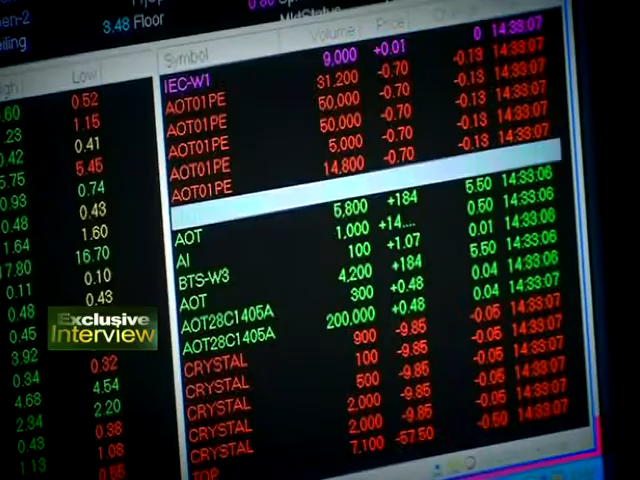 3.48 Floor
Symbol Volume Price
Low
IEC-W1 9,000 +0.01 0 14:33:07
AOT01PE 31,200 -0.70 -0.13 14:33:07
AOT01PE 50,000 -0.70 -0.13 14:33:07
AOT01PE 50,000 -0.70 -0.13 14:33:07
AOT01PE 5,000 -0.70 -0.13 14:33:07
AOT01PE 14,800 -0.70 -0.13 14:33:07
AOT 5,800 +184 5.50 14:33:06
AI 1,000 +14.... 0.50 14:33:06
BTS-W3 100 +1.07 0.01 14:33:06
AOT 4,200 +184 5.50 14:33:06
AOT28C1405A 300 +0.48 0.04 14:33:06
AOT28C1405A 200,000 +0.48 0.04 14:33:07
CRYSTAL 900 -9.85 -0.05 14:33:07
CRYSTAL 100 -9.85 -0.05 14:33:07
CRYSTAL 500 -9.85 -0.05 14:33:07
CRYSTAL 2,000 -9.85 -0.05 14:33:07
CRYSTAL 2,000 -9.85 -0.05 14:33:07
TOP 7,100 -57.50 -0.50 14:33:07
0.52
1.15
0.41
5.45
0.74
0.43
1.60
16.70
0.10
0.43
0.32
4.54
2.20
0.38
1.08
Exclusive
Interview